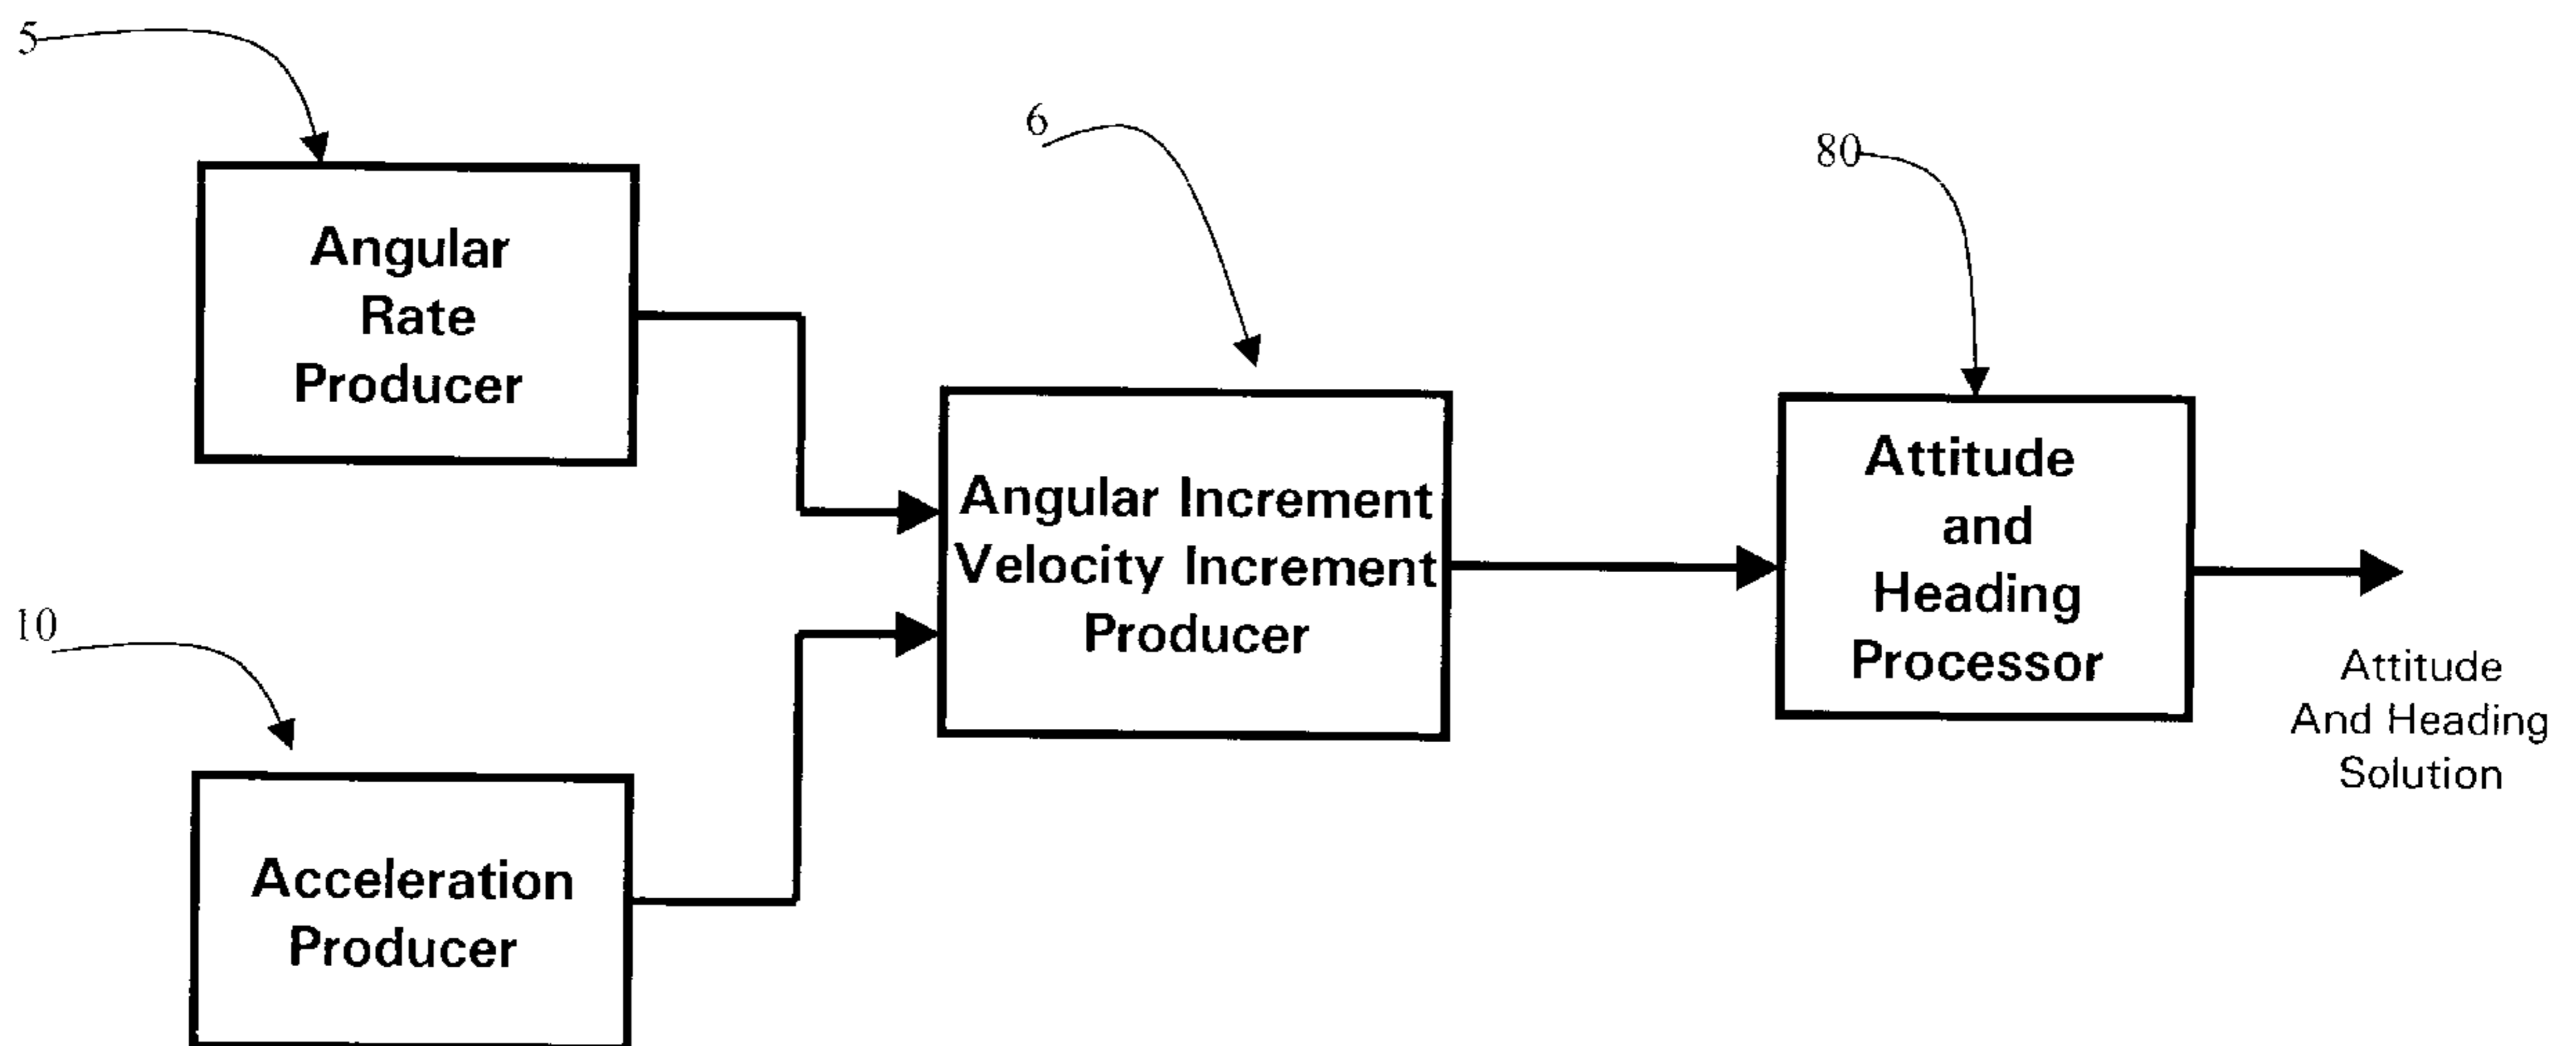 5
Angular
Rate
Producer
10
Acceleration
Producer
6
Angular Increment
Velocity Increment
Producer
80
Attitude
and
Heading
Processor
Attitude
And Heading
Solution